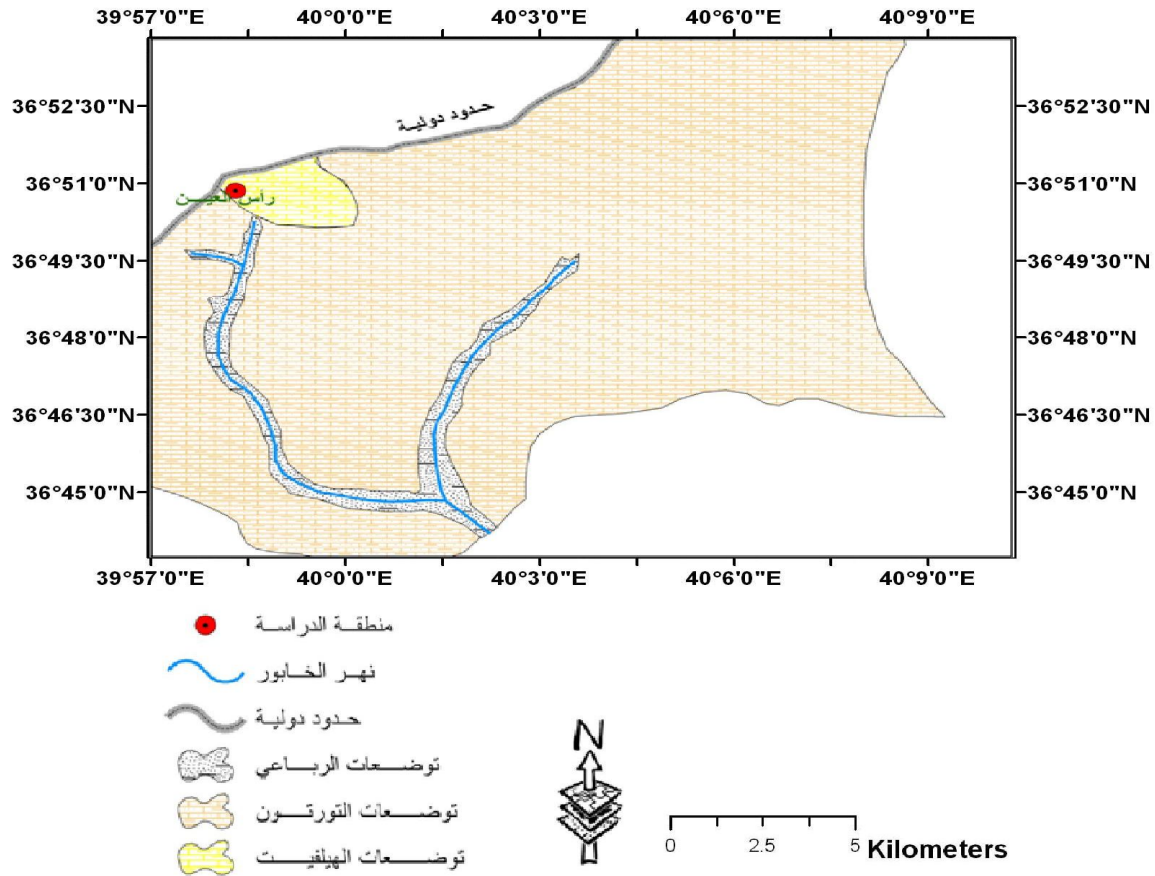 39°57'0"E 40°0'0"E 40°3'0"E 40°6'0"E 40°9'0"E
36°52'30"N 36°52'30"N
حدود دولية
36°51'0"N 36°51'0"N
رأس العين
36°49'30"N 36°49'30"N
36°48'0"N 36°48'0"N
36°46'30"N 36°46'30"N
36°45'0"N 36°45'0"N
39°57'0"E 40°0'0"E 40°3'0"E 40°6'0"E 40°9'0"E
منطقة الدراسة
نهر الخابور
حدود دولية
توضعات الرباعي
توضعات التورتون
توضعات الهيلفيت
N
0 2.5 5 Kilometers